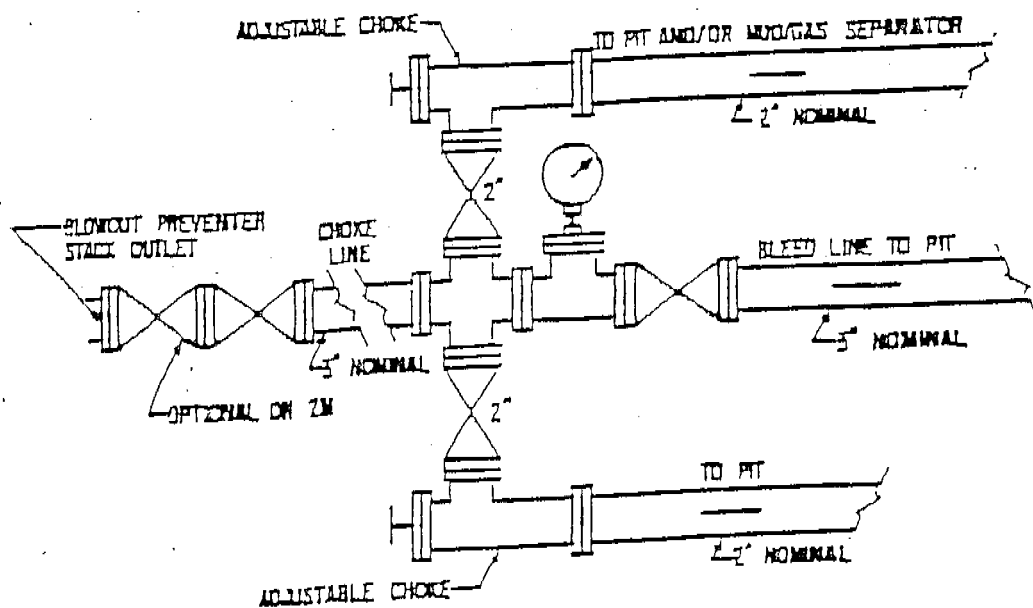 ADJUSTABLE CHOKE
TO PIT AND/OR MUD/GAS SEPARATOR
2" NOMINAL
2"
BLOWOUT PREVENTER
STACK OUTLET
CHOKE
LINE
BLEED LINE TO PIT
3" NOMINAL
3" NOMINAL
OPTIONAL ON 2M
2"
TO PIT
2" NOMINAL
ADJUSTABLE CHOKE